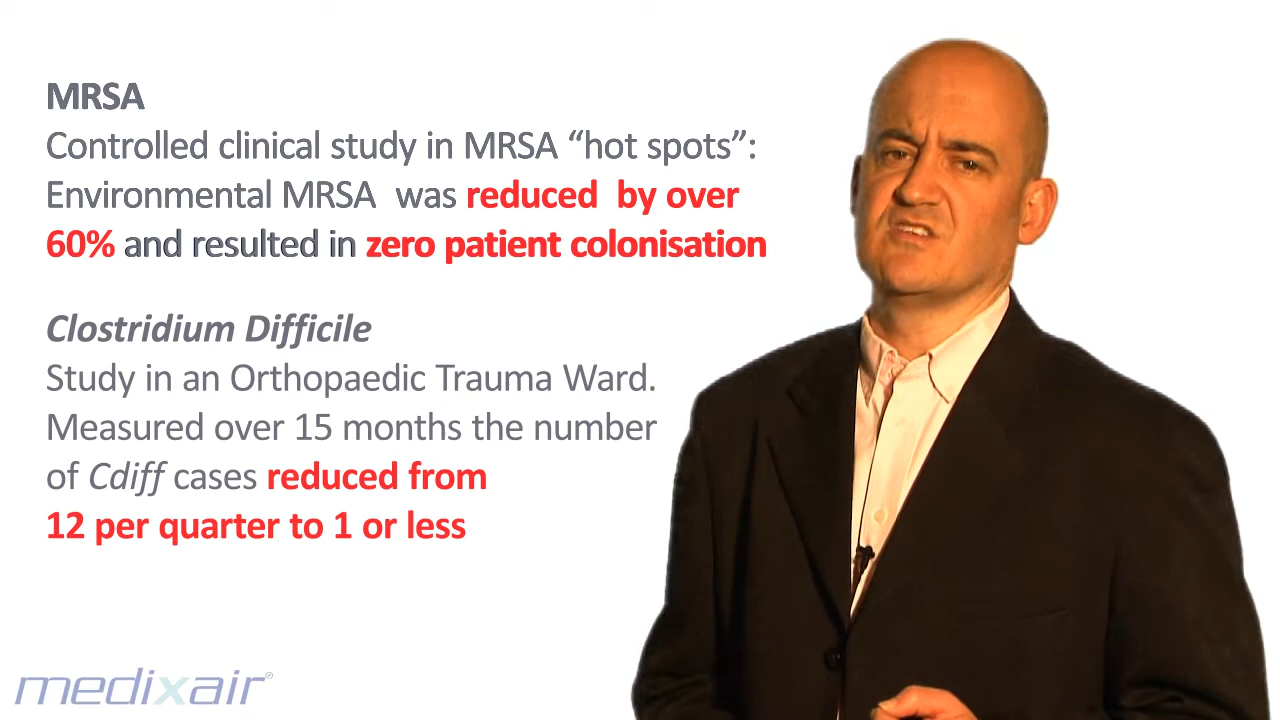 MRSA
Controlled clinical study in MRSA “hot spots”:
Environmental MRSA was reduced by over
60% and resulted in zero patient colonisation
Clostridium Difficile
Study in an Orthopaedic Trauma Ward.
Measured over 15 months the number
of Cdiff cases reduced from
12 per quarter to 1 or less
medixair®